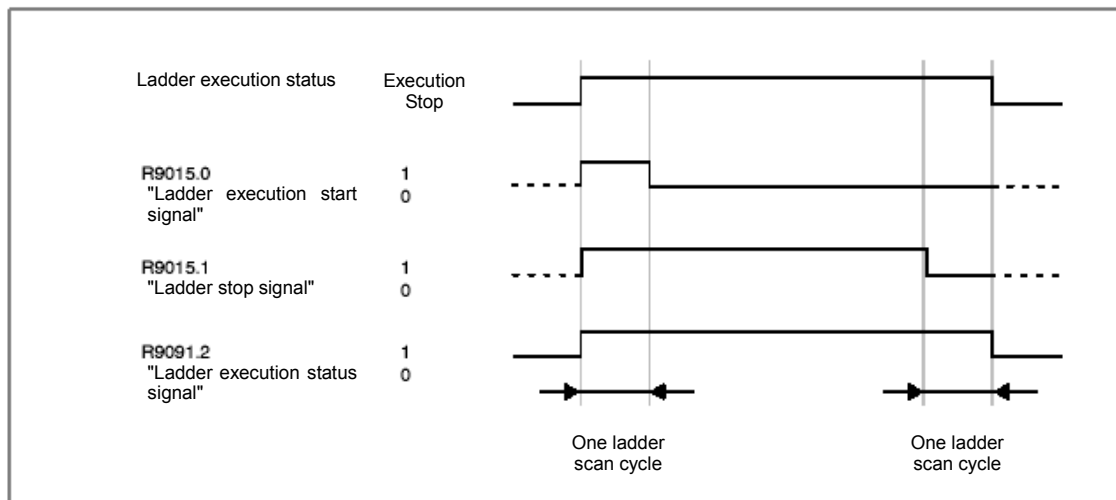 Ladder execution status
Execution
Stop
R9015.0
1
"Ladder execution start
0
signal"
R9015.1
1
"Ladder stop signal"
0
R9091.2
1
"Ladder execution status
0
signal"
One ladder
scan cycle
One ladder
scan cycle